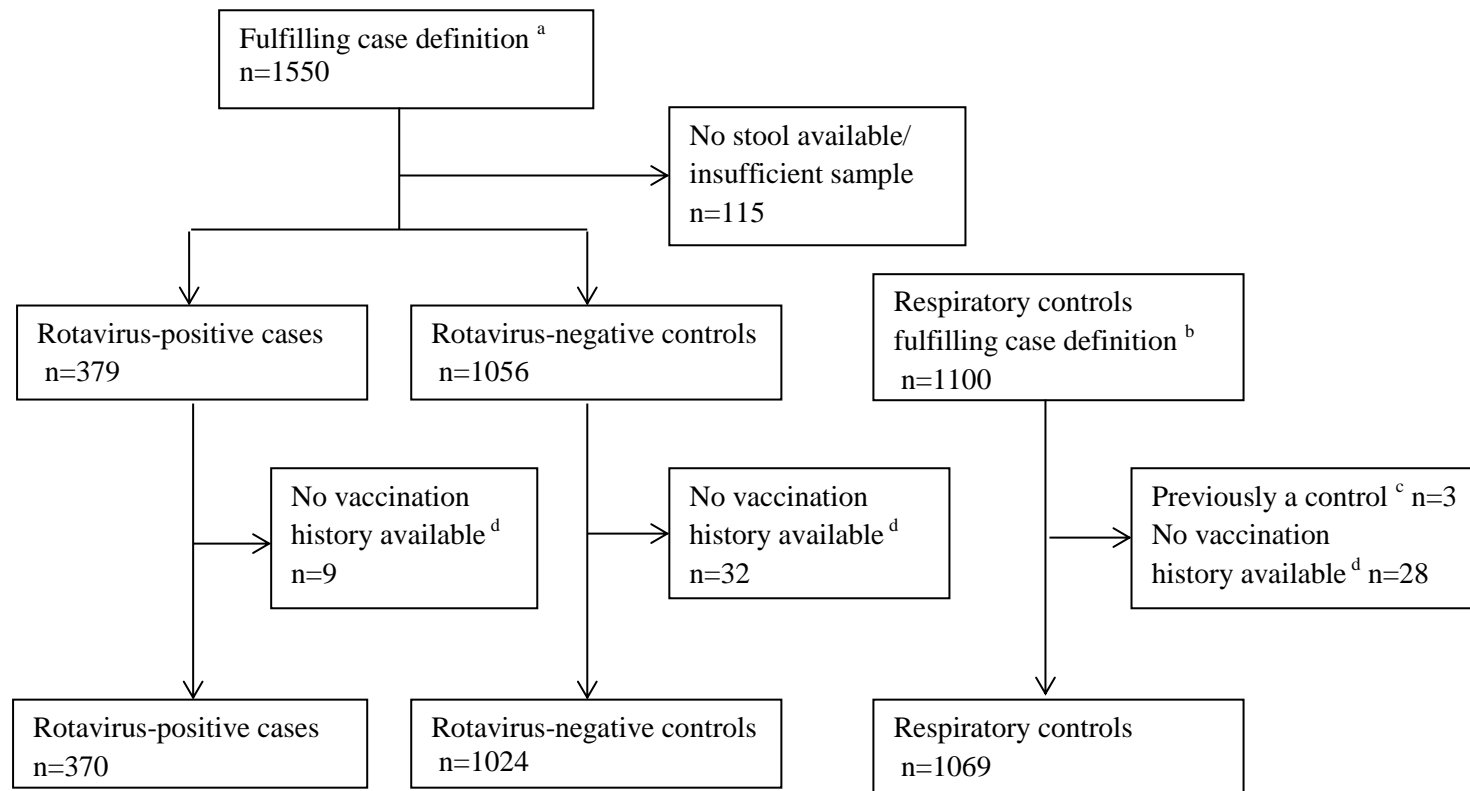 Fulfilling case definition a
n=1550
No stool available/
insufficient sample
n=115
Rotavirus-positive cases
n=379
Rotavirus-negative controls
n=1056
Respiratory controls
fulfilling case definition b
n=1100
No vaccination
history available d
n=9
No vaccination
history available d
n=32
Previously a control c n=3
No vaccination
history available d n=28
Rotavirus-positive cases
n=370
Rotavirus-negative controls
n=1024
Respiratory controls
n=1069